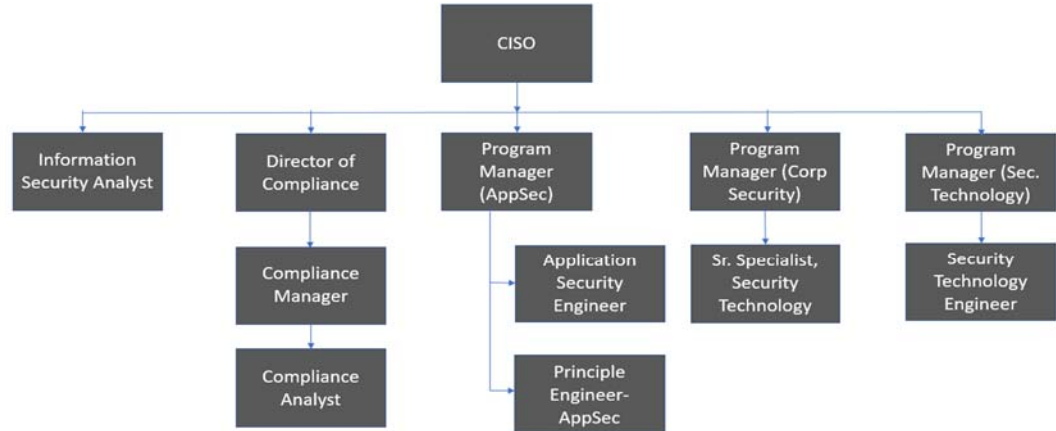 CISO
Information
Security Analyst
Director of
Compliance
Program
Manager
(AppSec)
Program
Manager (Corp
Security)
Program
Manager (Sec.
Technology)
Compliance
Manager
Application
Security
Engineer
Sr. Specialist,
Security
Technology
Security
Technology
Engineer
Compliance
Analyst
Principle
Engineer-
AppSec